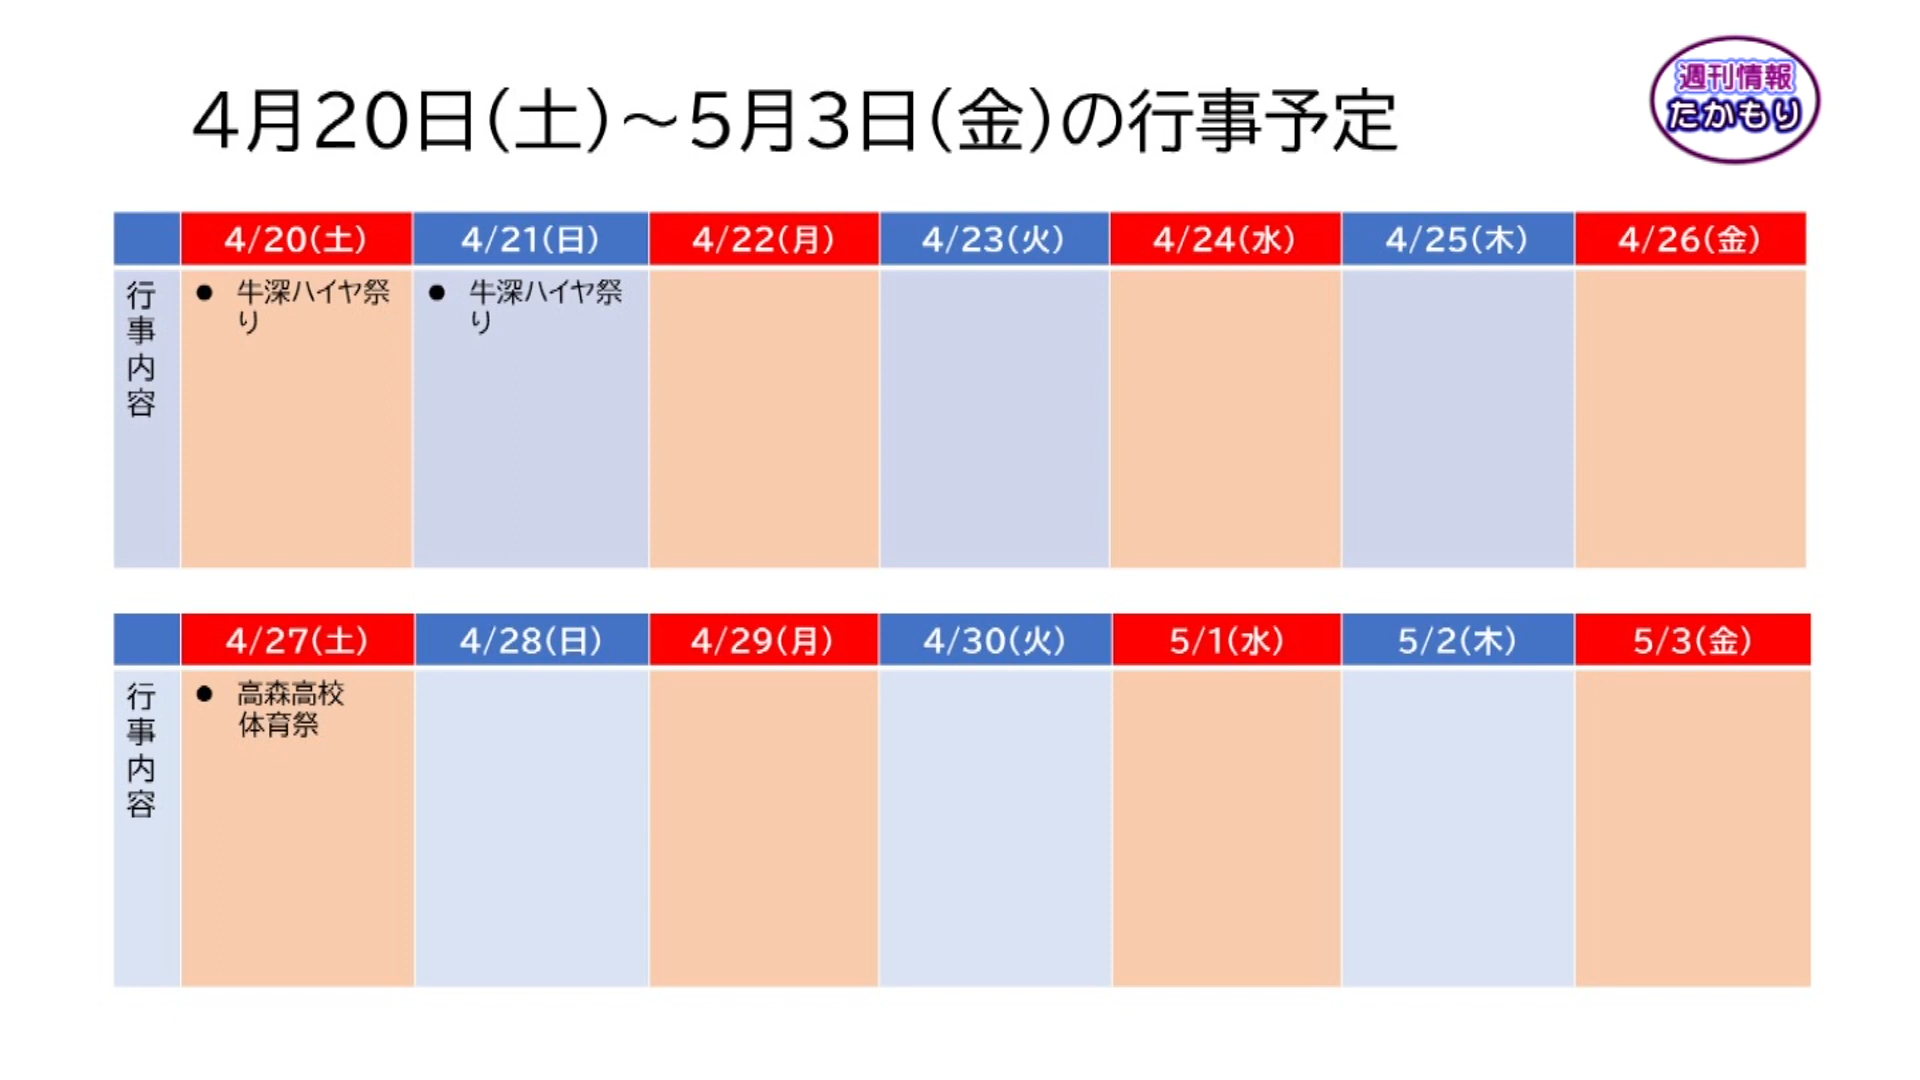 4月20日(土)～5月3日(金)の行事予定
週刊情報
たかもり
4/20(土) 4/21(日) 4/22(月) 4/23(火) 4/24(水) 4/25(木) 4/26(金)
行事内容
● 牛深ハイヤ祭
り
● 牛深ハイヤ祭
り
4/27(土) 4/28(日) 4/29(月) 4/30(火) 5/1(水) 5/2(木) 5/3(金)
行事内容
● 高森高校
体育祭